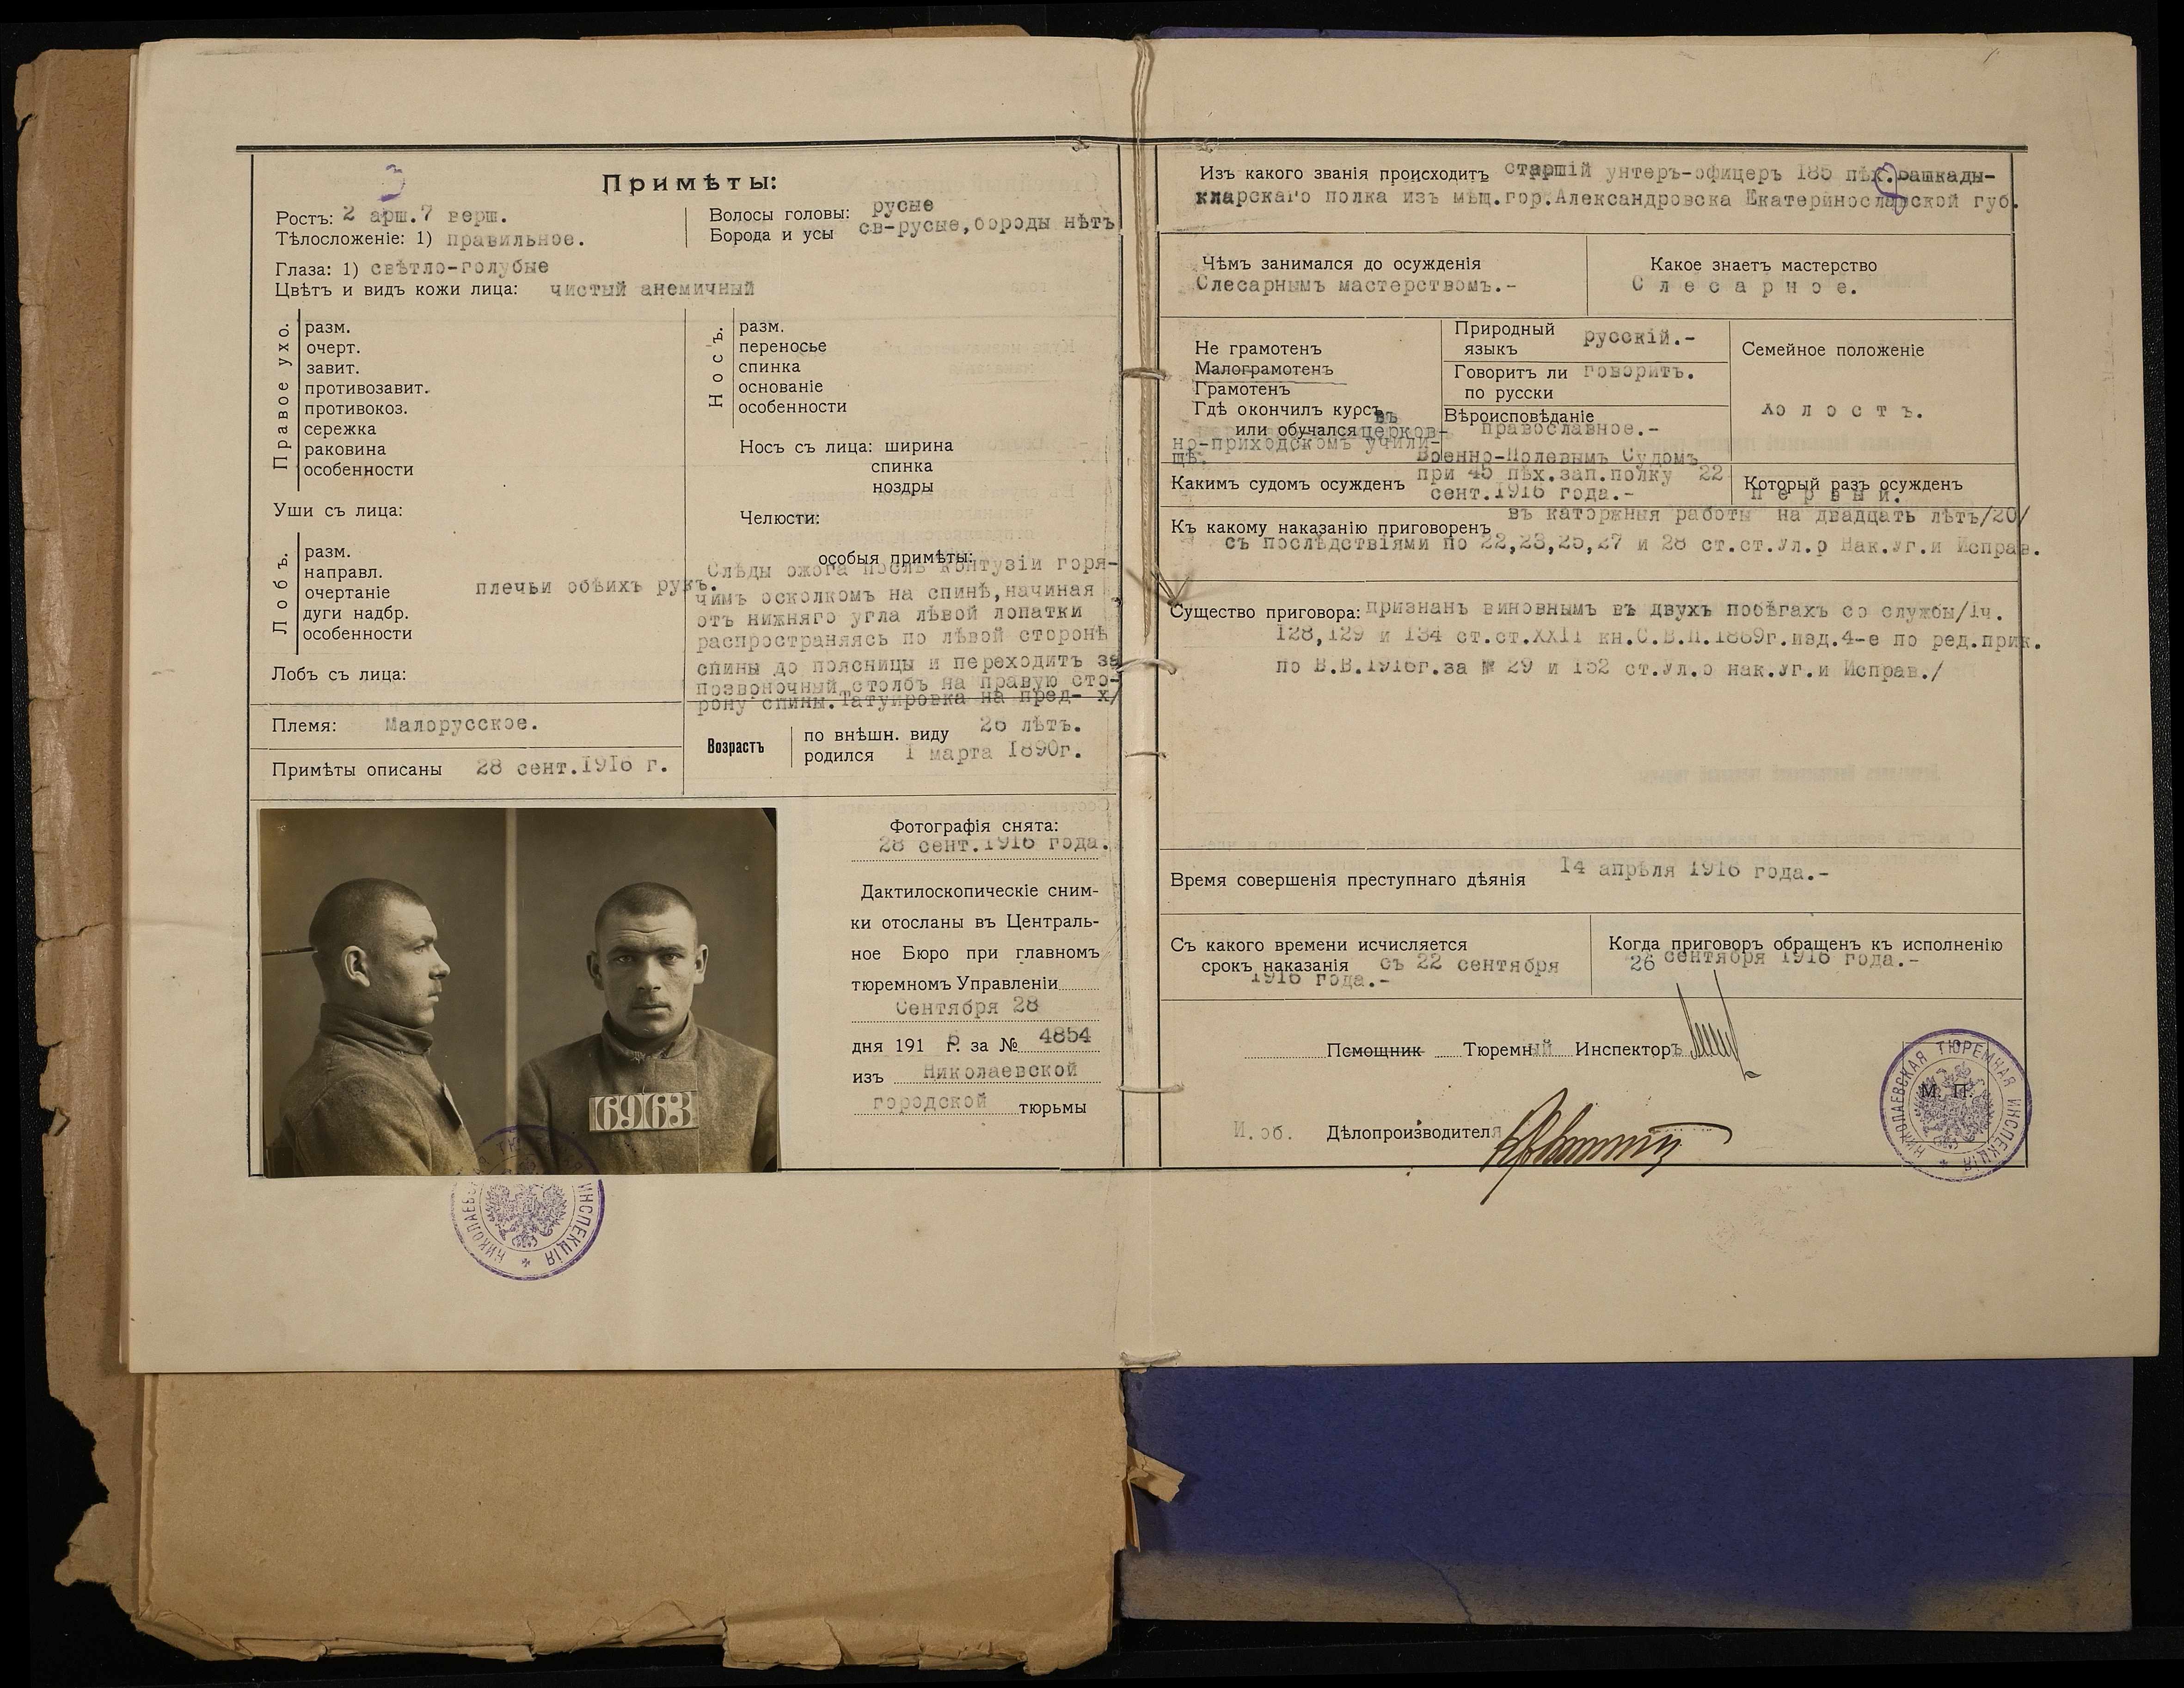 Примѣты:
Ростъ: 2 арш.7 верш.
Тѣлосложеніе: 1) правильное.
Волосы головы: русые
Борода и усы св-русые,бороды нѣтъ
Глаза: 1) свѣтло-голубые
Цвѣтъ и видъ кожи лица: чистый анемичный
Правое ухо.
разм.
очерт.
завит.
противозавит.
противокоз.
сережка
раковина
особенности
Уши съ лица:
Лобъ.
разм.
направл.
очертаніе
дуги надбр.
особенности
плечьи обѣихъ рукъ.
Лобъ съ лица:
Носъ.
разм.
переносье
спинка
основаніе
особенности
Носъ съ лица: ширина
спинка
ноздры
Челюсти:
особыя примѣты:
Слѣды ожога послѣ контузіи горя-
чимъ осколкомъ на спинѣ,начиная
отъ нижняго угла лѣвой лопатки
распространяясь по лѣвой сторонѣ
спины до поясницы и переходитъ за
позвоночный столбъ на правую сто-
рону спины.Татуировка на пред- х/
Племя: Малорусское.
Примѣты описаны 28 сент.1916 г.
Возрастъ
по внѣшн. виду 26 лѣтъ.
родился 1 марта 1890г.
6963
Фотографія снята:
28 сент.1916 года.
Дактилоскопическіе сним-
ки отосланы въ Централь-
ное Бюро при главномъ
тюремномъ Управленіи
Сентября 28
дня 1916 г. за № 4854
изъ Николаевской
городской тюрьмы
НИКОЛАЕВСКАЯ ТЮРЕМНАЯ ИНСПЕКЦІЯ
Изъ какого званія происходитъ старшій унтеръ-офицеръ 185 пѣх.Башкады-
кларскаго полка изъ мѣщ.гор.Александровска Екатеринославской губ.
Чѣмъ занимался до осужденія
Слесарнымъ мастерствомъ.-
Какое знаетъ мастерство
Слесарное.
Не грамотенъ
Малограмотенъ
Грамотенъ
Гдѣ окончилъ курсъ въ
или обучался церков-
но-приходскомъ учили-
щѣ.
Природный языкъ русскій.-
Говоритъ ли по русски говоритъ.
Вѣроисповѣданіе
православное.-
Семейное положеніе
холостъ.
Военно-Полевымъ Судомъ
Какимъ судомъ осужденъ при 45 пѣх.зап.полку 22
сент.1916 года.-
Который разъ осужденъ
первый.
Къ какому наказанію приговоренъ въ каторжныя работы на двадцать лѣтъ/20/
съ послѣдствіями по 22,23,25,27 и 28 ст.ст.Ул.о Нак.Уг.и Исправ.
Существо приговора: признанъ виновнымъ въ двухъ побѣгахъ со службы/1ч.
128,129 и 134 ст.ст.XXII кн.С.В.П.1869г.изд.4-е по ред.прик.
по В.В.1916г.за № 29 и 152 ст.Ул.о нак.Уг.и Исправ./
Время совершенія преступнаго дѣянія 14 апрѣля 1916 года.-
Съ какого времени исчисляется
срокъ наказанія съ 22 сентября
1916 года.-
Когда приговоръ обращенъ къ исполненію
26 сентября 1916 года.-
Помощникъ Тюремный Инспекторъ
И.об. Дѣлопроизводителя
М. П.
НИКОЛАЕВСКАЯ ТЮРЕМНАЯ ИНСПЕКЦІЯ